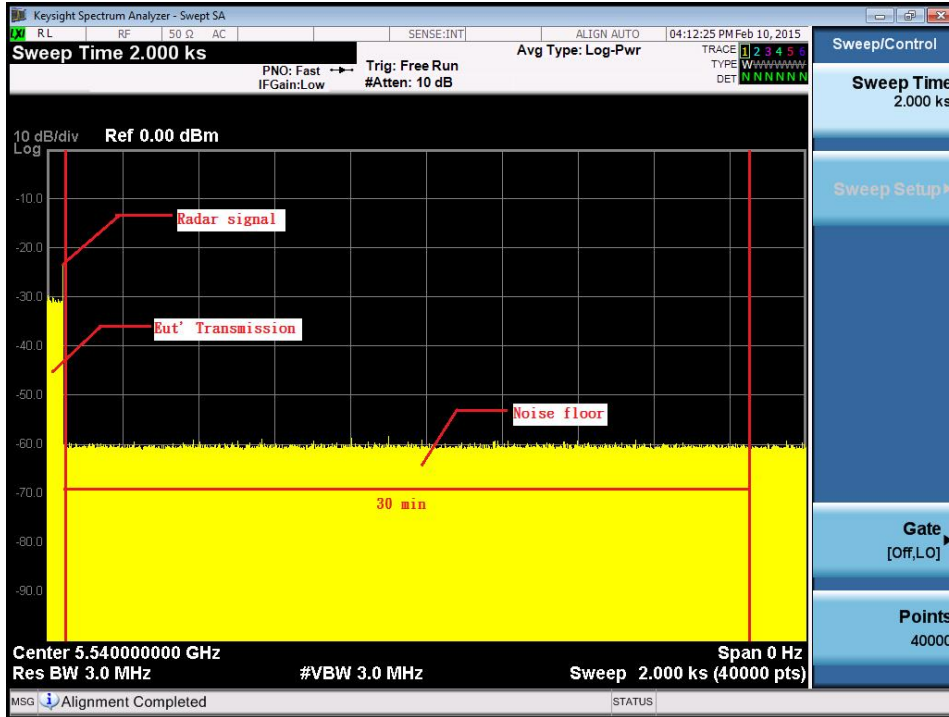 Keysight Spectrum Analyzer - Swept SA
LXI RL RF 50 Ω AC SENSE:INT ALIGN AUTO 04:12:25 PM Feb 10, 2015
Sweep Time 2.000 ks
PNO: Fast
IFGain:Low
Trig: Free Run
#Atten: 10 dB
Avg Type: Log-Pwr
TRACE 1 2 3 4 5 6
TYPE WWWWWWW
DET N N N N N N
10 dB/div
Log
Ref 0.00 dBm
-10.0
-20.0
-30.0
-40.0
-50.0
-60.0
-70.0
-80.0
-90.0
Radar signal
Eut' Transmission
Noise floor
30 min
Center 5.540000000 GHz
Span 0 Hz
Res BW 3.0 MHz
#VBW 3.0 MHz
Sweep 2.000 ks (40000 pts)
MSG Alignment Completed
STATUS
Sweep/Control
Sweep Time
2.000 ks
Sweep Setup
Gate
[Off,LO]
Points
40000